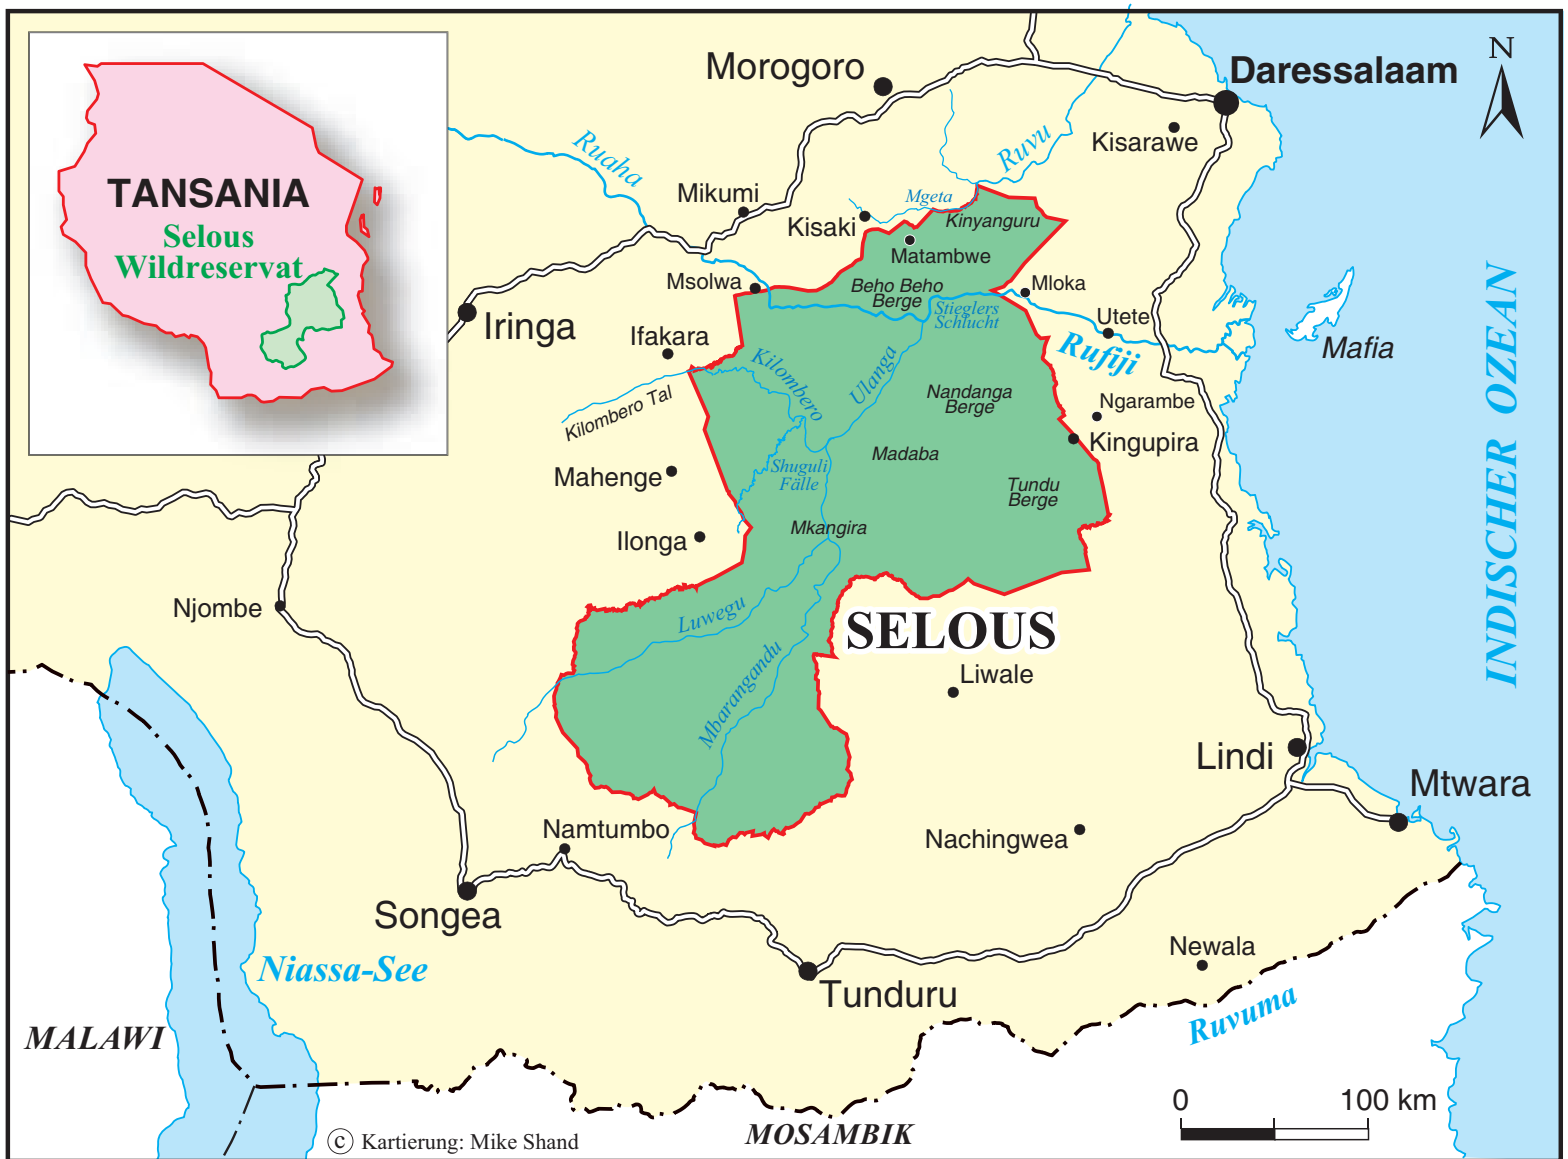 TANSANIA
Selous
Wildreservat
N
Morogoro
Daressalaam
Kisarawe
Ruvu
Ruaha
Mikumi
Mgeta
Kisaki
Kinyanguru
Matambwe
Msolwa
Beho Beho
Berge
Mloka
Stieglers
Schlucht
Utete
Iringa
Ifakara
Rufiji
Mafia
Kilombero
Ulanga
Kilombero Tal
Nandanga
Berge
Ngarambe
Kingupira
Madaba
Mahenge
Shuguli
Fälle
Tundu
Berge
Mkangira
Ilonga
INDISCHER OZEAN
Njombe
Luwegu
SELOUS
Mbarangandu
Liwale
Lindi
Mtwara
Namtumbo
Nachingwea
Songea
Newala
Niassa-See
Tunduru
Ruvuma
MALAWI
0 100 km
MOSAMBIK
© Kartierung: Mike Shand